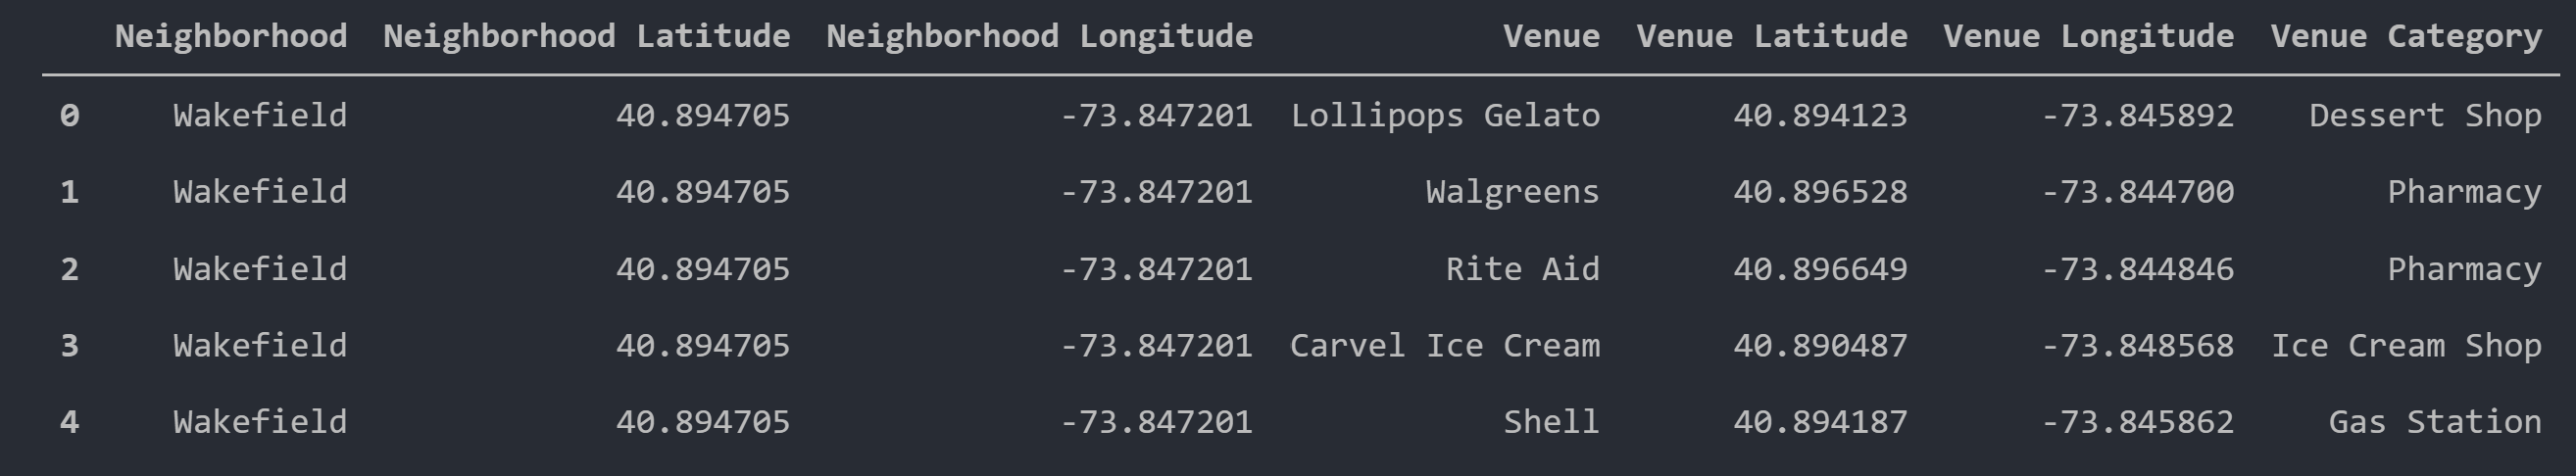 Neighborhood Neighborhood Latitude Neighborhood Longitude Venue Venue Latitude Venue Longitude Venue Category
0 Wakefield 40.894705 -73.847201 Lollipops Gelato 40.894123 -73.845892 Dessert Shop
1 Wakefield 40.894705 -73.847201 Walgreens 40.896528 -73.844700 Pharmacy
2 Wakefield 40.894705 -73.847201 Rite Aid 40.896649 -73.844846 Pharmacy
3 Wakefield 40.894705 -73.847201 Carvel Ice Cream 40.890487 -73.848568 Ice Cream Shop
4 Wakefield 40.894705 -73.847201 Shell 40.894187 -73.845862 Gas Station